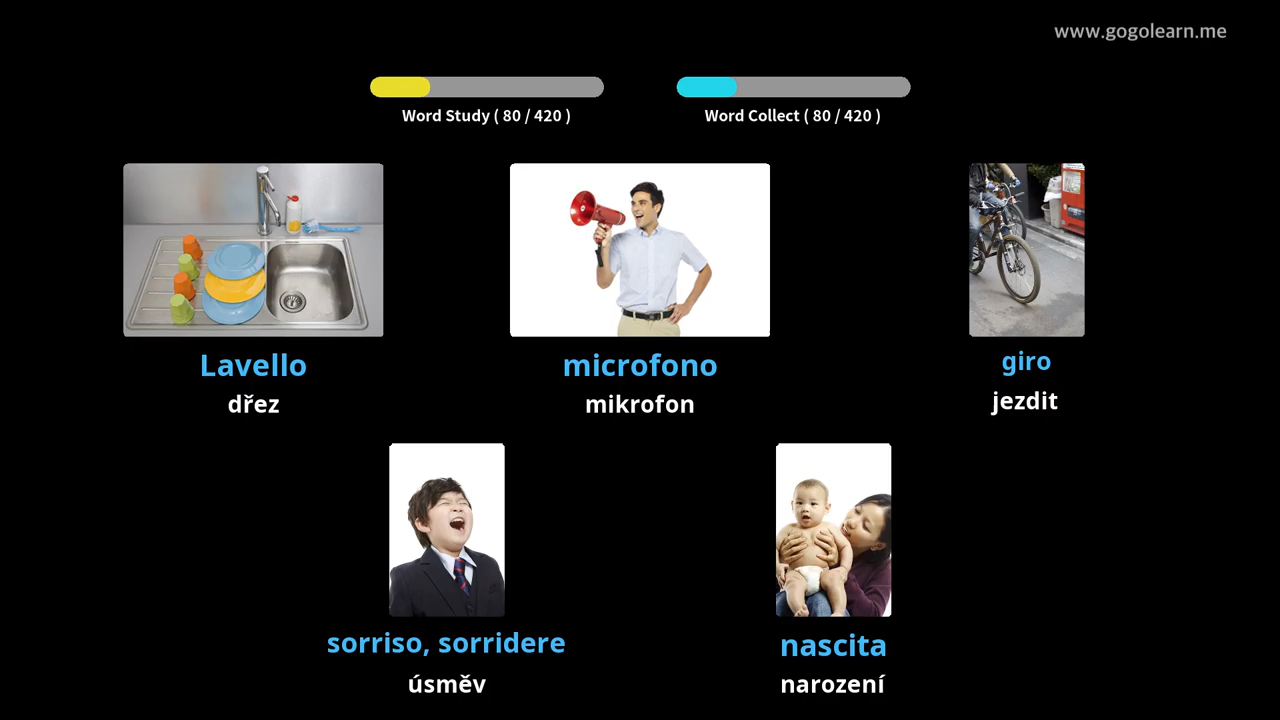 www.gogolearn.me
Word Study ( 80 / 420 )
Word Collect ( 80 / 420 )
Lavello
dřez
microfono
mikrofon
giro
jezdit
sorriso, sorridere
úsměv
nascita
narození